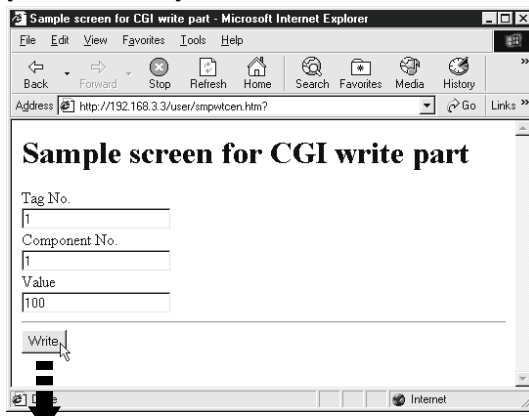 Sample screen for CGI write part - Microsoft Internet Explorer
File Edit View Favorites Tools Help
Back Forward Stop Refresh Home Search Favorites Media History »
Address http://192.168.3.3/user/smpwtcen.htm? Go Links »
Sample screen for CGI write part
Tag No.
1
Component No.
1
Value
100
Write
Internet